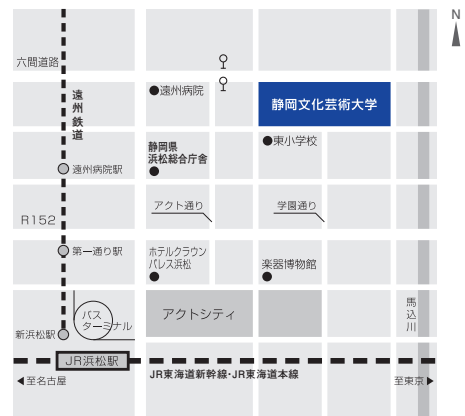 N
六間道路
遠州鉄道
遠州病院
静岡文化芸術大学
静岡県
浜松総合庁舎
東小学校
遠州病院駅
アクト通り
学園通り
R152
第一通り駅
ホテルクラウン
パレス浜松
楽器博物館
バス
ターミナル
アクトシティ
馬込川
新浜松駅
JR浜松駅
JR東海道新幹線・JR東海道本線
至名古屋
至東京